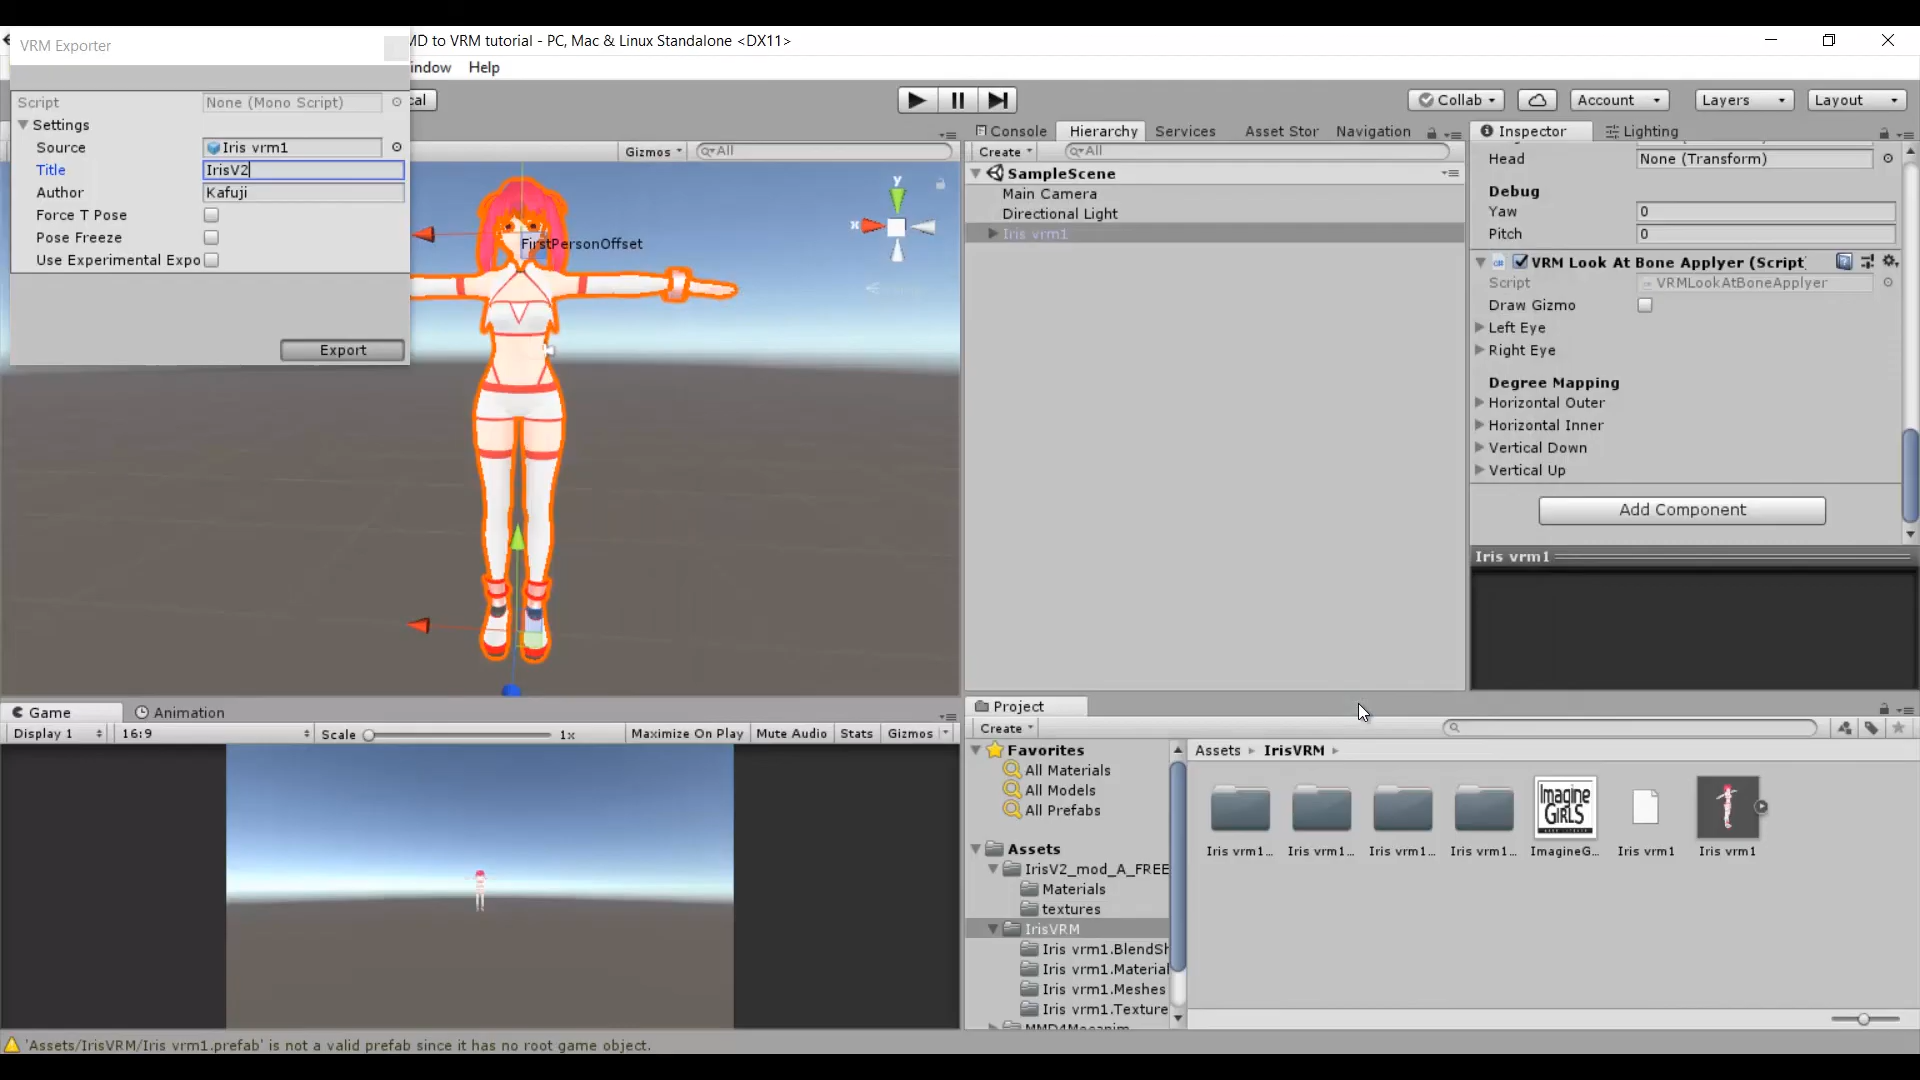 VRM Exporter
MD to VRM tutorial - PC, Mac & Linux Standalone <DX11>
indow Help
Script None (Mono Script)
Settings
Source Iris vrm1
Title IrisV2
Author Kafuji
Force T Pose
Pose Freeze
Use Experimental Expo
Export
cal
Collab
Account
Layers
Layout
Gizmos
All
FirstPersonOffset
y
x
Console Hierarchy Services Asset Stor Navigation
Create
All
SampleScene
Main Camera
Directional Light
Iris vrm1
Inspector Lighting
Head None (Transform)
Debug
Yaw 0
Pitch 0
VRM Look At Bone Applyer (Script)
Script VRMLookAtBoneApplyer
Draw Gizmo
Left Eye
Right Eye
Degree Mapping
Horizontal Outer
Horizontal Inner
Vertical Down
Vertical Up
Add Component
Iris vrm1
Game Animation
Display 1 16:9 Scale 1x Maximize On Play Mute Audio Stats Gizmos
Project
Create
Favorites
All Materials
All Models
All Prefabs
Assets
IrisV2_mod_A_FREE
Materials
textures
IrisVRM
Iris vrm1.BlendSh
Iris vrm1.Material
Iris vrm1.Meshes
Iris vrm1.Texture
MMD4Mecanim
Assets IrisVRM
Imagine
GIRLS
Iris vrm1... Iris vrm1... Iris vrm1... Iris vrm1... ImagineG... Iris vrm1 Iris vrm1
'Assets/IrisVRM/Iris vrm1.prefab' is not a valid prefab since it has no root game object.